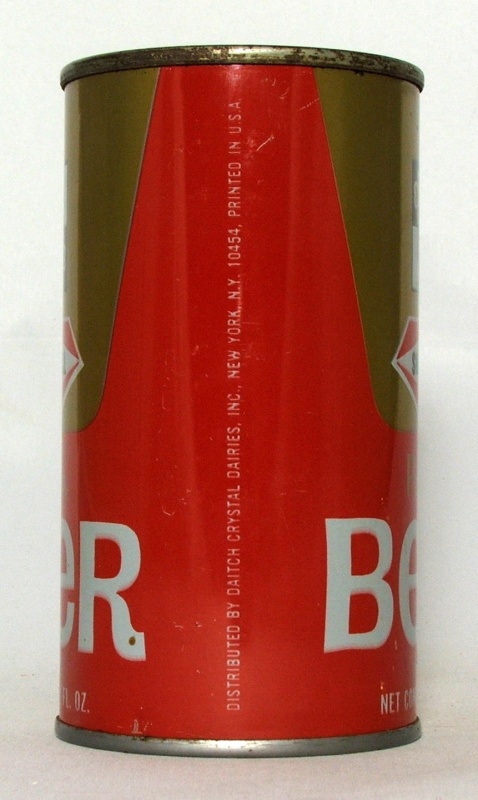 DISTRIBUTED BY DAITCH CRYSTAL DAIRIES, INC., NEW YORK, N.Y. 10454, PRINTED IN U.S.A.
eR
Be
FL. OZ.
NET CO